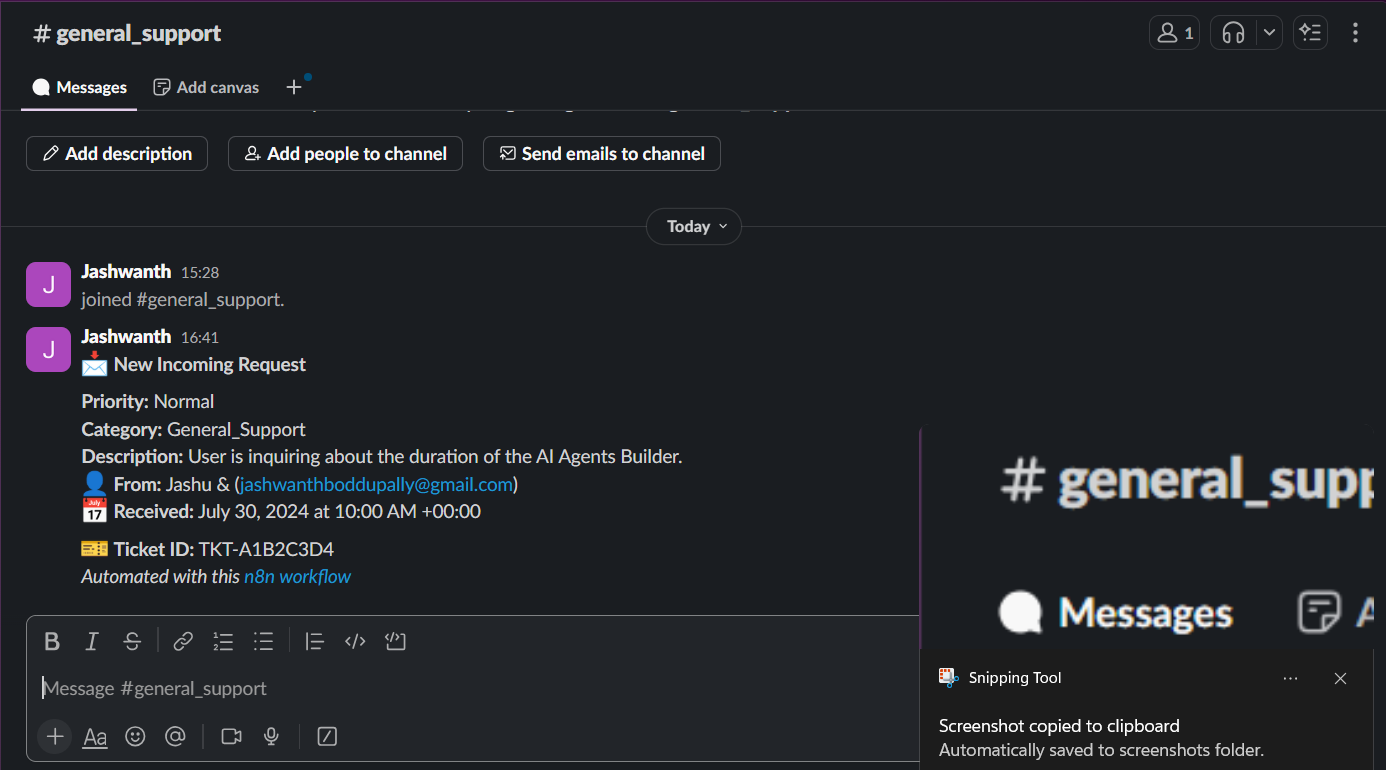 # general_support
1
Messages
Add canvas
Add description
Add people to channel
Send emails to channel
Today
J
Jashwanth 15:28
joined #general_support.
J
Jashwanth 16:41
New Incoming Request
Priority: Normal
Category: General_Support
Description: User is inquiring about the duration of the AI Agents Builder.
From: Jashu & (jashwanthboddupally@gmail.com)
July
17
Received: July 30, 2024 at 10:00 AM +00:00
Ticket ID: TKT-A1B2C3D4
Automated with this n8n workflow
Message #general_support
Aa
# general_supp
Messages
A
Snipping Tool
Screenshot copied to clipboard
Automatically saved to screenshots folder.